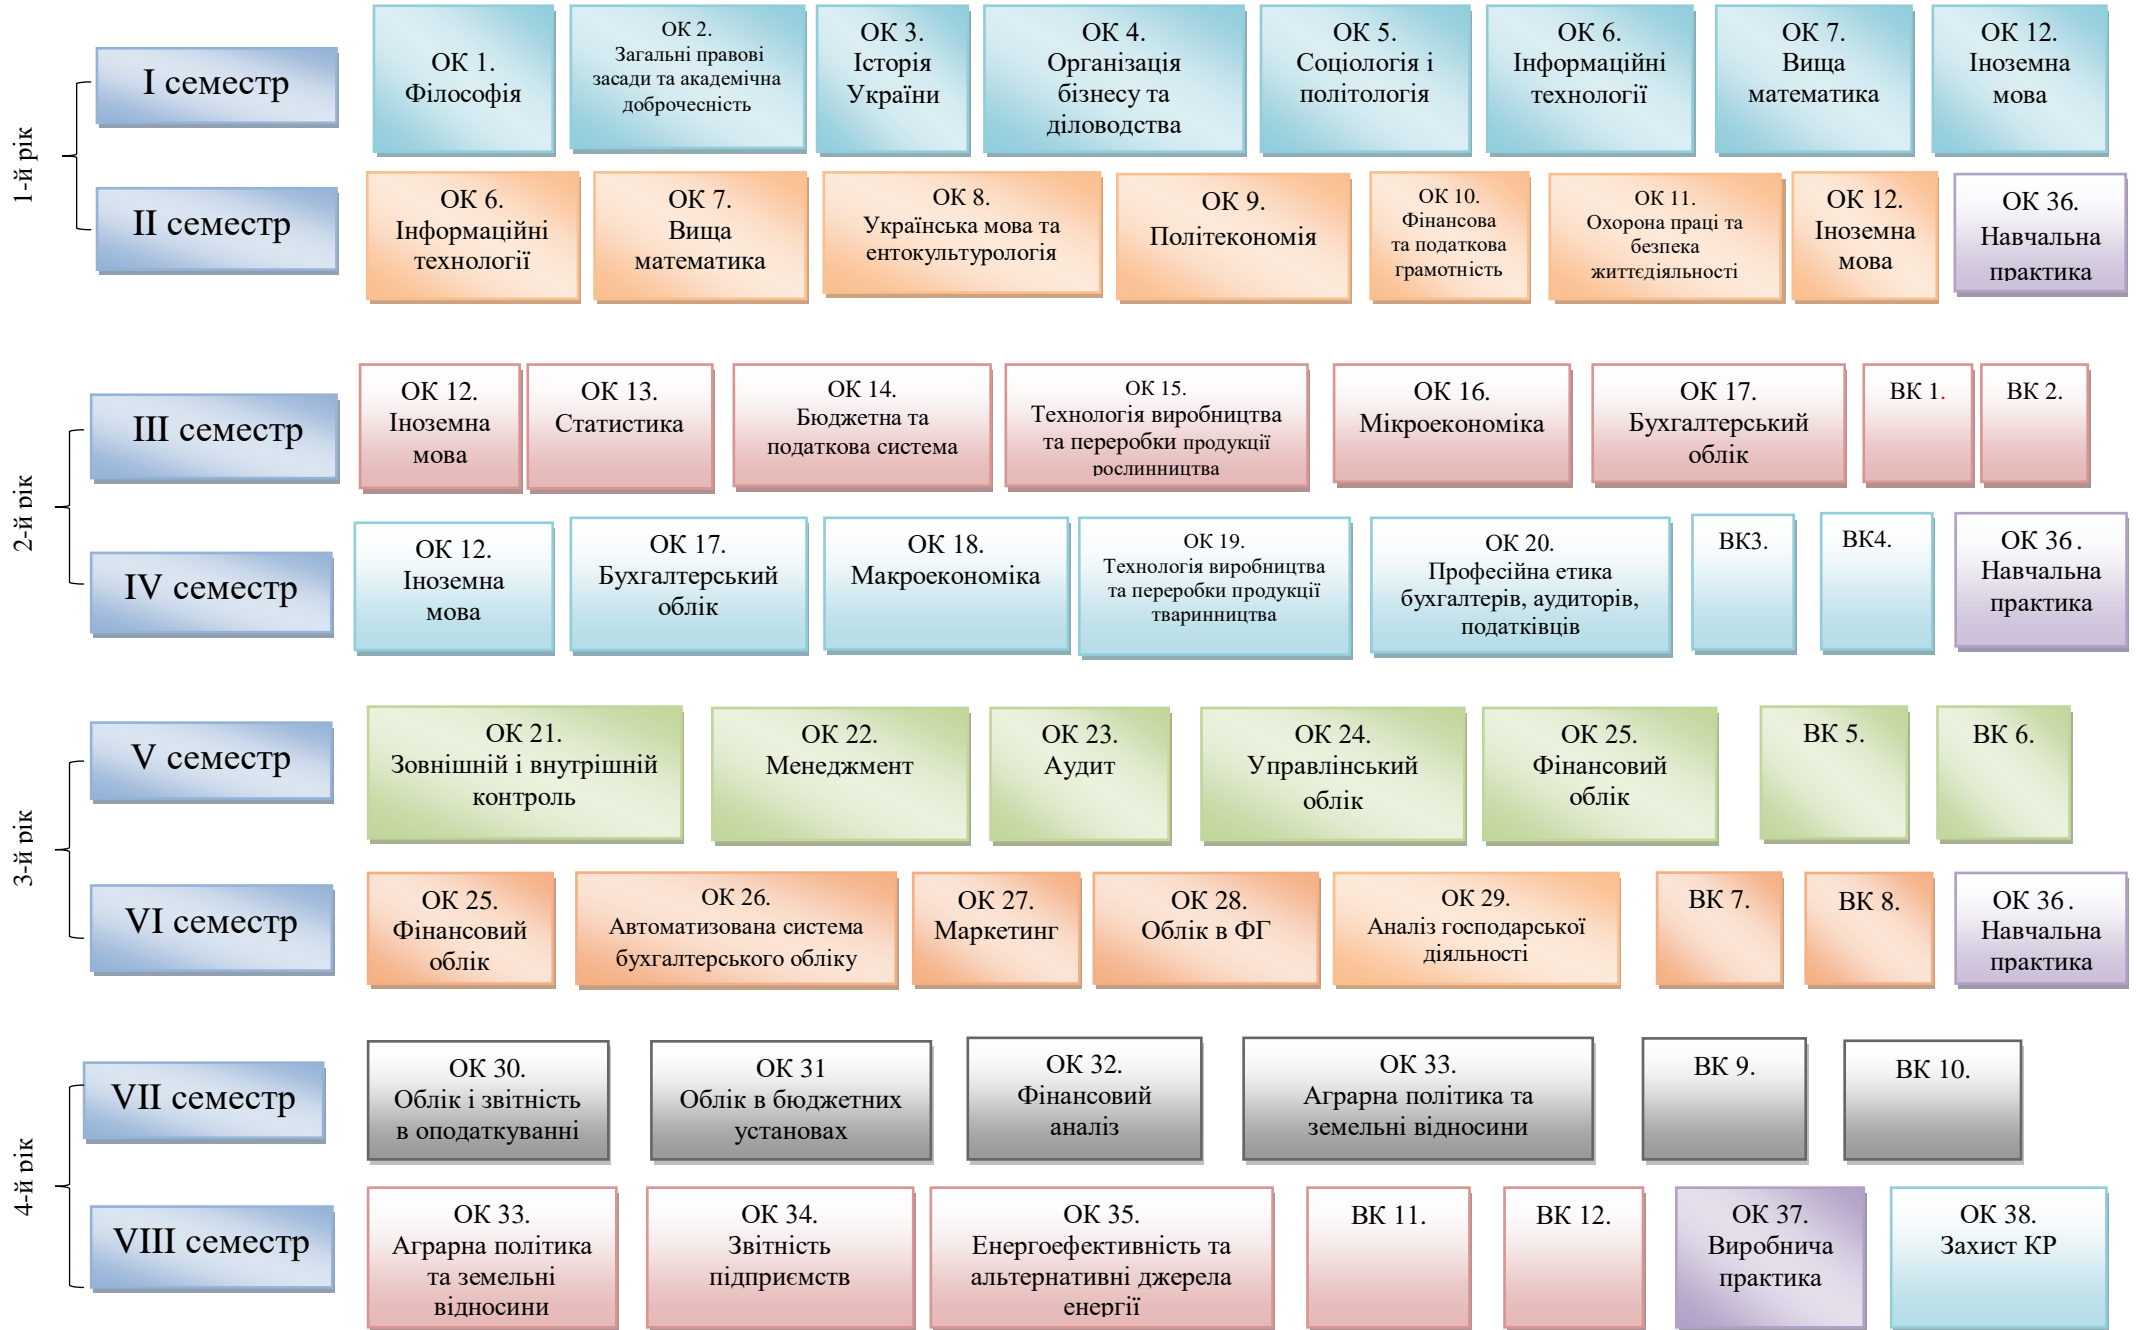 1-й рік
І семестр
ОК 1.
Філософія
ОК 2.
Загальні правові
засади та академічна
доброчесність
ОК 3.
Історія
України
ОК 4.
Організація
бізнесу та
діловодства
ОК 5.
Соціологія і
політологія
ОК 6.
Інформаційні
технології
ОК 7.
Вища
математика
ОК 12.
Іноземна
мова
ІІ семестр
ОК 6.
Інформаційні
технології
ОК 7.
Вища
математика
ОК 8.
Українська мова та
ентокультурологія
ОК 9.
Політекономія
ОК 10.
Фінансова
та податкова
грамотність
ОК 11.
Охорона праці та
безпека
життєдіяльності
ОК 12.
Іноземна
мова
ОК 36.
Навчальна
практика
2-й рік
ІІІ семестр
ОК 12.
Іноземна
мова
ОК 13.
Статистика
ОК 14.
Бюджетна та
податкова система
ОК 15.
Технологія виробництва
та переробки продукції
рослинництва
ОК 16.
Мікроекономіка
ОК 17.
Бухгалтерський
облік
ВК 1.
ВК 2.
IV семестр
ОК 12.
Іноземна
мова
ОК 17.
Бухгалтерський
облік
ОК 18.
Макроекономіка
ОК 19.
Технологія виробництва
та переробки продукції
тваринництва
ОК 20.
Професійна етика
бухгалтерів, аудиторів,
податківців
ВК3.
ВК4.
ОК 36.
Навчальна
практика
3-й рік
V семестр
ОК 21.
Зовнішній і внутрішній
контроль
ОК 22.
Менеджмент
ОК 23.
Аудит
ОК 24.
Управлінський
облік
ОК 25.
Фінансовий
облік
ВК 5.
ВК 6.
VI семестр
ОК 25.
Фінансовий
облік
ОК 26.
Автоматизована система
бухгалтерського обліку
ОК 27.
Маркетинг
ОК 28.
Облік в ФГ
ОК 29.
Аналіз господарської
діяльності
ВК 7.
ВК 8.
ОК 36.
Навчальна
практика
4-й рік
VII семестр
ОК 30.
Облік і звітність
в оподаткуванні
ОК 31
Облік в бюджетних
установах
ОК 32.
Фінансовий
аналіз
ОК 33.
Аграрна політика та
земельні відносини
ВК 9.
ВК 10.
VIII семестр
ОК 33.
Аграрна політика
та земельні
відносини
ОК 34.
Звітність
підприємств
ОК 35.
Енергоефективність та
альтернативні джерела
енергії
ВК 11.
ВК 12.
ОК 37.
Виробнича
практика
ОК 38.
Захист КР